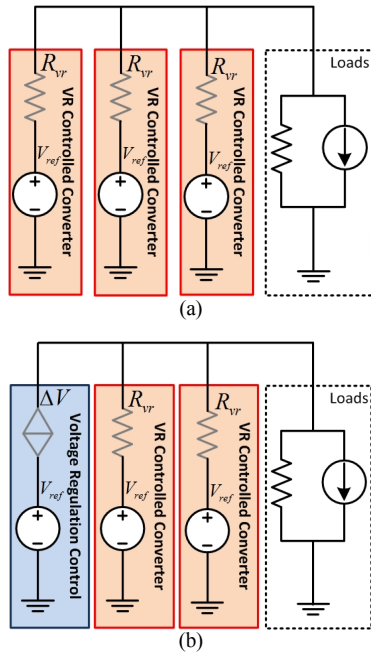 Loads
R_vr
R_vr
R_vr
V_ref
V_ref
V_ref
VR Controlled Converter
VR Controlled Converter
VR Controlled Converter
(a)
ΔV
R_vr
R_vr
Loads
V_ref
V_ref
V_ref
Voltage Regulation Control
VR Controlled Converter
VR Controlled Converter
(b)